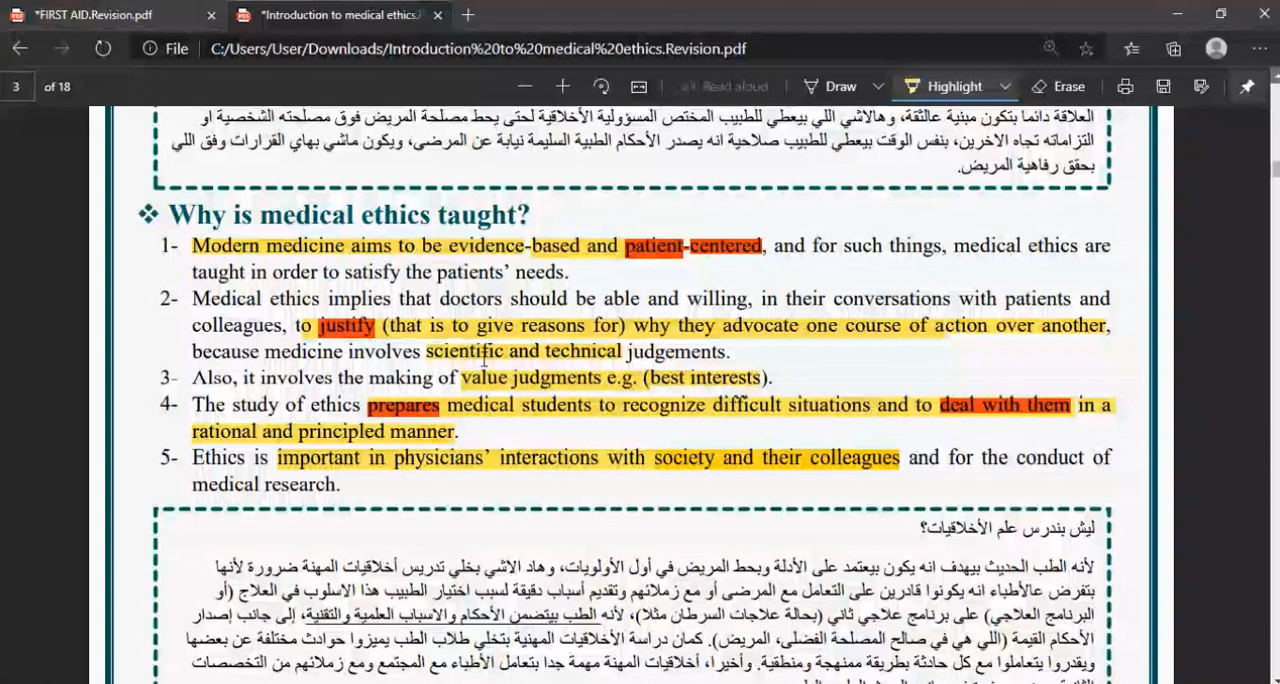 *FIRST AID.Revision.pdf
*Introduction to medical ethics.
File
C:/Users/User/Downloads/Introduction%20to%20medical%20ethics.Revision.pdf
3 of 18
Read aloud
Draw
Highlight
Erase
العلاقة دائما بتكون مبنية عالثقة، وهالاشي اللي بيعطي للطبيب المختص المسؤولية الأخلاقية لحتى يحط مصلحة المريض فوق مصلحته الشخصية او
التزاماته تجاه الاخرين، بنفس الوقت بيعطي للطبيب صلاحية انه يصدر الأحكام الطبية السليمة نيابة عن المرضى، ويكون ماشي بهاي القرارات وفق اللي
بحقق رفاهية المريض.
❖ Why is medical ethics taught?
1- Modern medicine aims to be evidence-based and patient-centered, and for such things, medical ethics are
taught in order to satisfy the patients’ needs.
2- Medical ethics implies that doctors should be able and willing, in their conversations with patients and
colleagues, to justify (that is to give reasons for) why they advocate one course of action over another,
because medicine involves scientific and technical judgements.
3- Also, it involves the making of value judgments e.g. (best interests).
4- The study of ethics prepares medical students to recognize difficult situations and to deal with them in a
rational and principled manner.
5- Ethics is important in physicians’ interactions with society and their colleagues and for the conduct of
medical research.
ليش بندرس علم الأخلاقيات؟
لأنه الطب الحديث بيهدف انه يكون بيعتمد على الأدلة وبحط المريض في أول الأولويات، وهاد الاشي بخلي تدريس أخلاقيات المهنة ضرورة لأنها
بتفرض عالأطباء انه يكونوا قادرين على التعامل مع المرضى أو مع زملائهم وتقديم أسباب دقيقة لسبب اختيار الطبيب هذا الاسلوب في العلاج (أو
البرنامج العلاجي) على برنامج علاجي ثاني (بحالة علاجات السرطان مثلا)، لأنه الطب بيتضمن الأحكام والاسباب العلمية والتقنية، إلى جانب إصدار
الأحكام القيمة (اللي هي في صالح المصلحة الفضلى، المريض). كمان دراسة الأخلاقيات المهنية بتخلي طلاب الطب يميزوا حوادث مختلفة عن بعضها
ويقدروا يتعاملوا مع كل حادثة بطريقة ممنهجة ومنطقية. وأخيرا، أخلاقيات المهنة مهمة جدا بتعامل الأطباء مع المجتمع ومع زملائهم من التخصصات